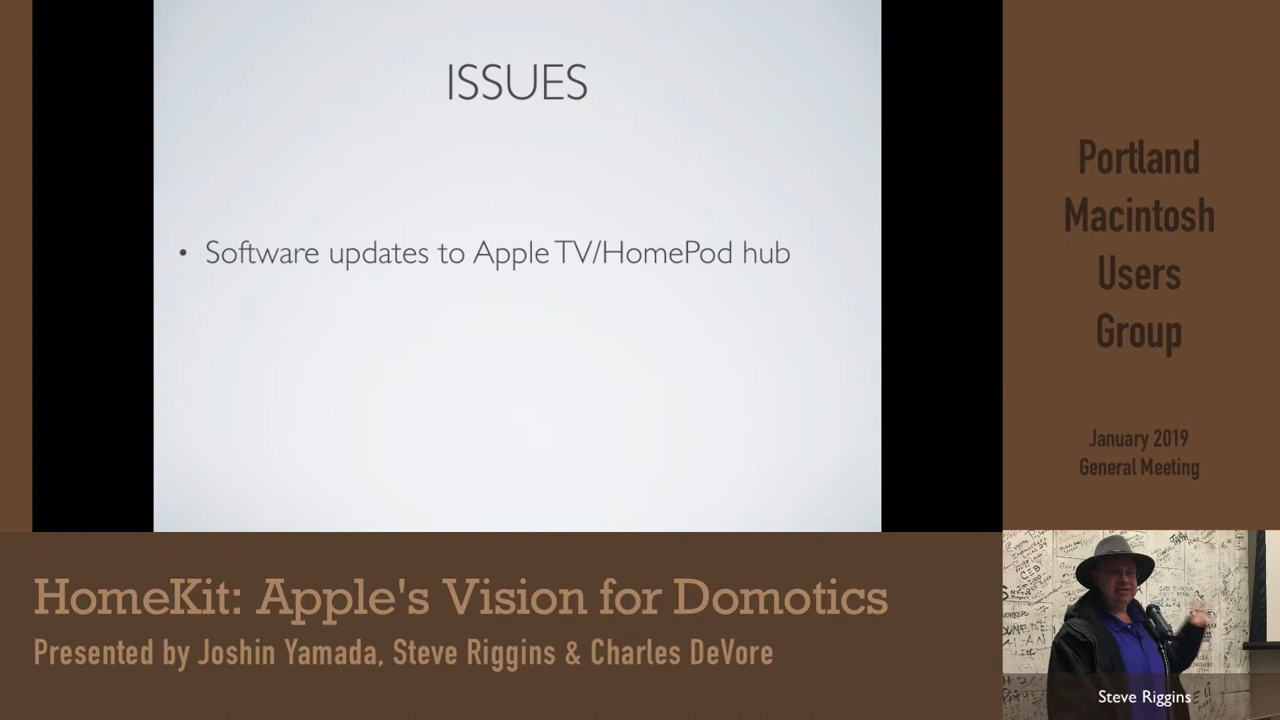 ISSUES
• Software updates to Apple TV/HomePod hub
Portland
Macintosh
Users
Group
January 2019
General Meeting
HomeKit: Apple's Vision for Domotics
Presented by Joshin Yamada, Steve Riggins & Charles DeVore
Steve Riggins